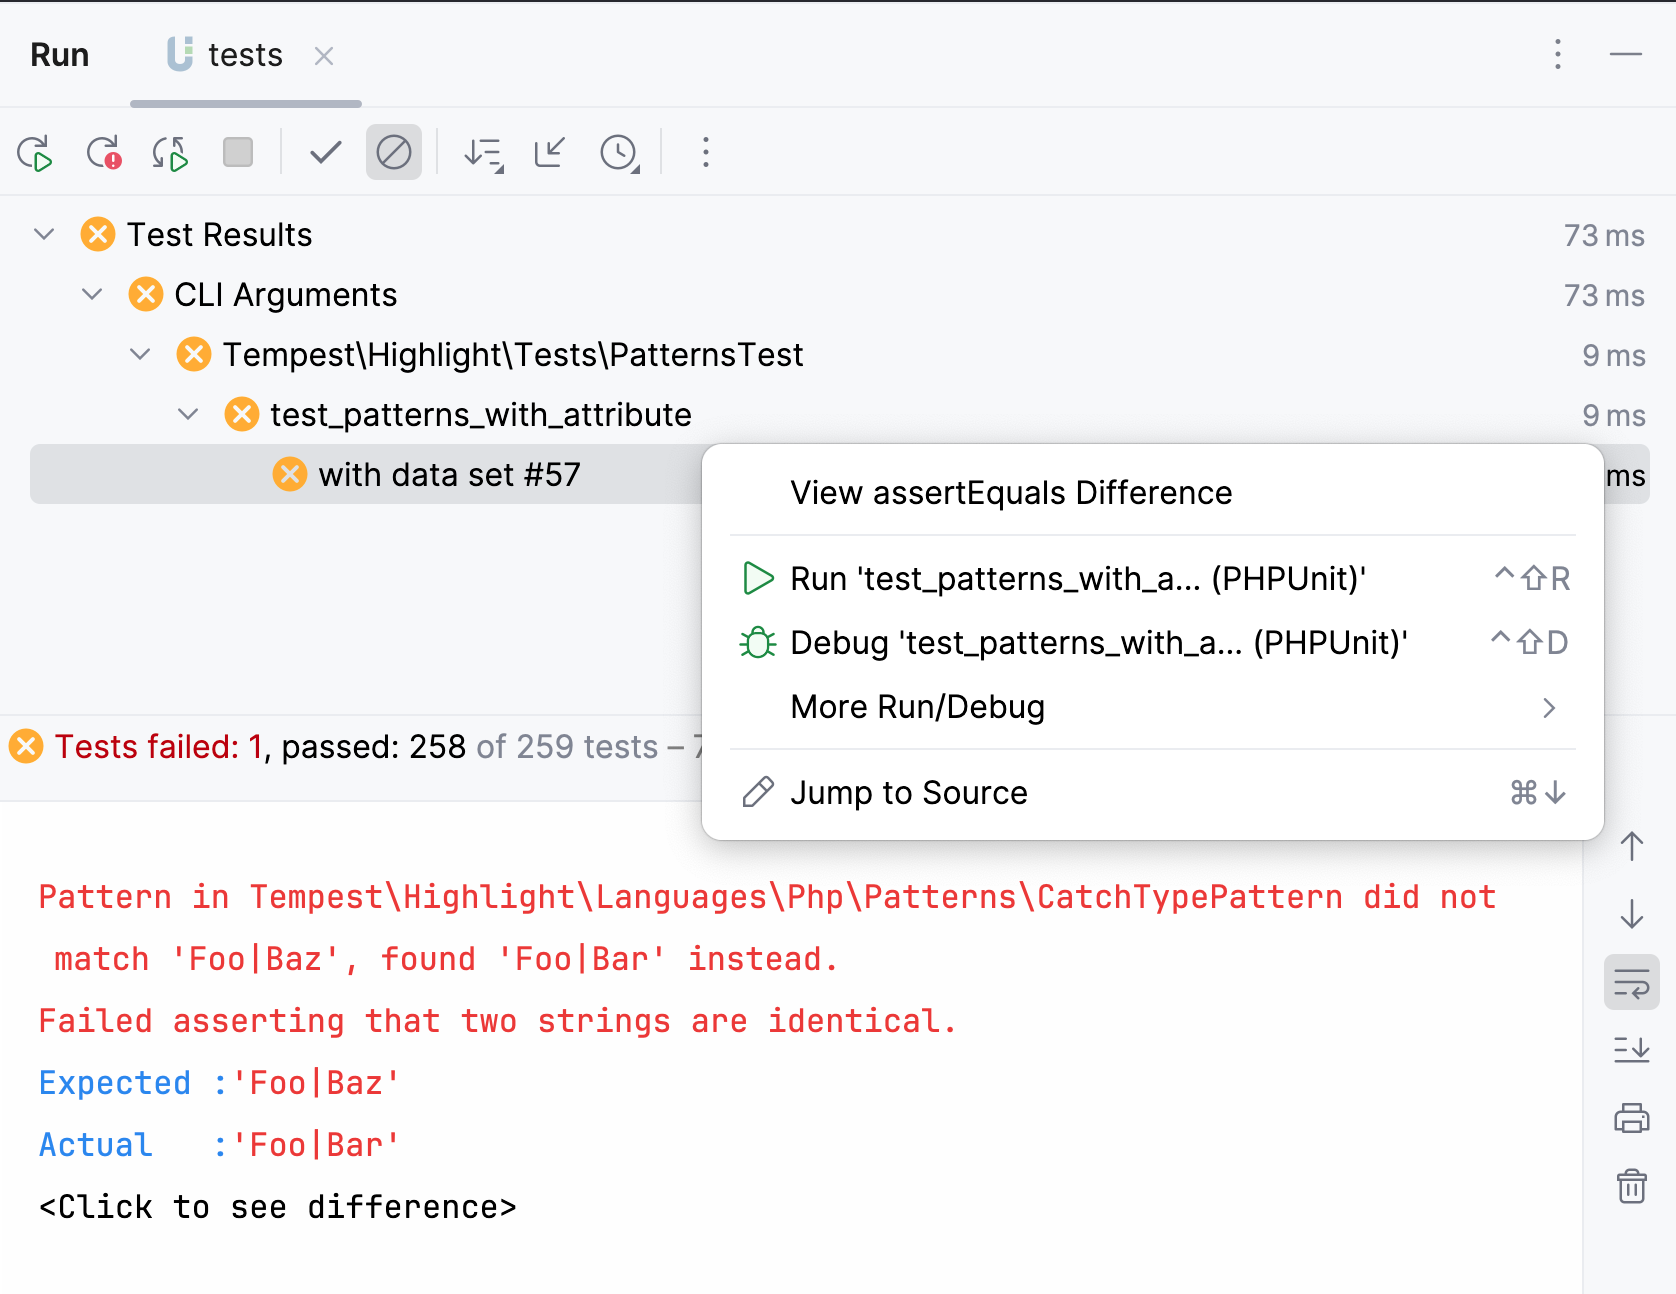 Run tests
Test Results 73 ms
CLI Arguments 73 ms
Tempest\Highlight\Tests\PatternsTest 9 ms
test_patterns_with_attribute 9 ms
with data set #57 ms
View assertEquals Difference
Run 'test_patterns_with_a... (PHPUnit)' ^⇧R
Debug 'test_patterns_with_a... (PHPUnit)' ^⇧D
More Run/Debug
Jump to Source ⌘↓
Tests failed: 1, passed: 258 of 259 tests –
Pattern in Tempest\Highlight\Languages\Php\Patterns\CatchTypePattern did not
match 'Foo|Baz', found 'Foo|Bar' instead.
Failed asserting that two strings are identical.
Expected :'Foo|Baz'
Actual   :'Foo|Bar'
<Click to see difference>